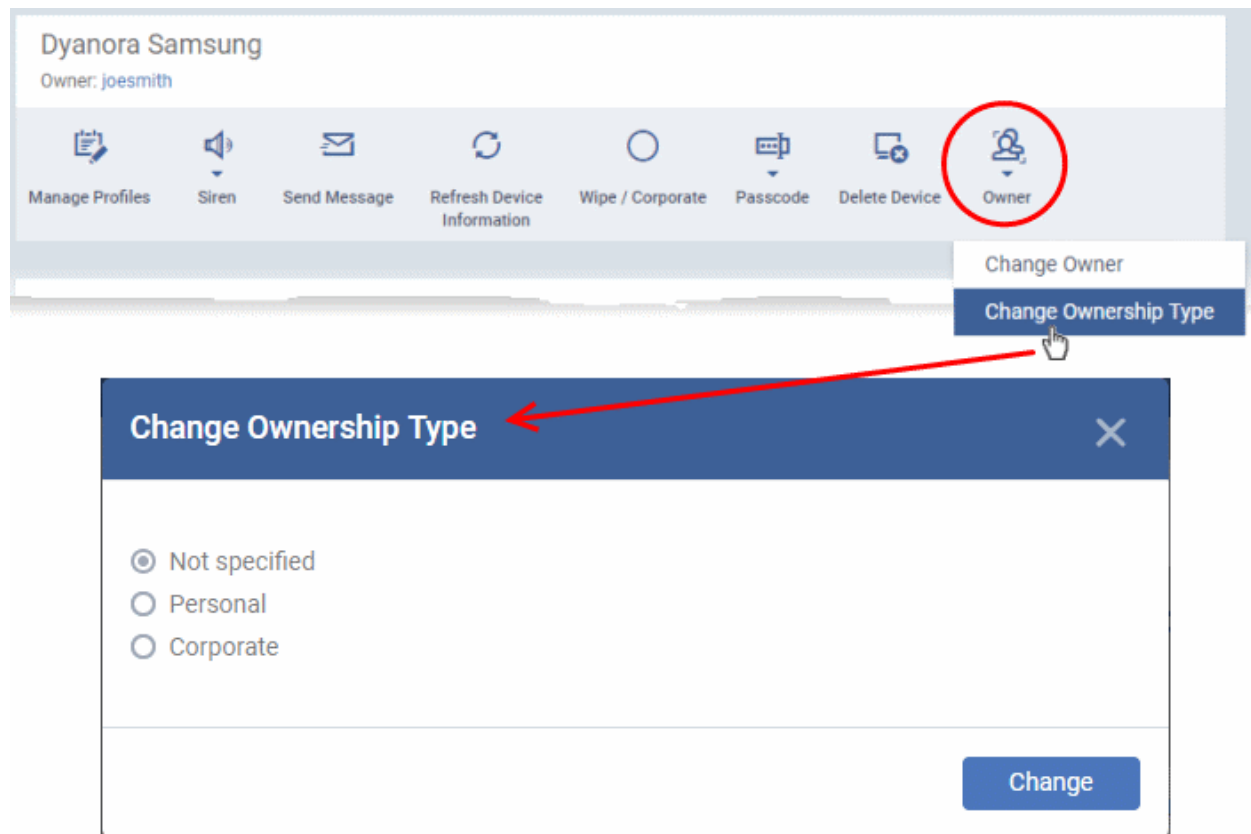 Dyanora Samsung
Owner: joesmith
Manage Profiles
Siren
Send Message
Refresh Device
Information
Wipe / Corporate
Passcode
Delete Device
Owner
Change Owner
Change Ownership Type
Change Ownership Type
Not specified
Personal
Corporate
Change